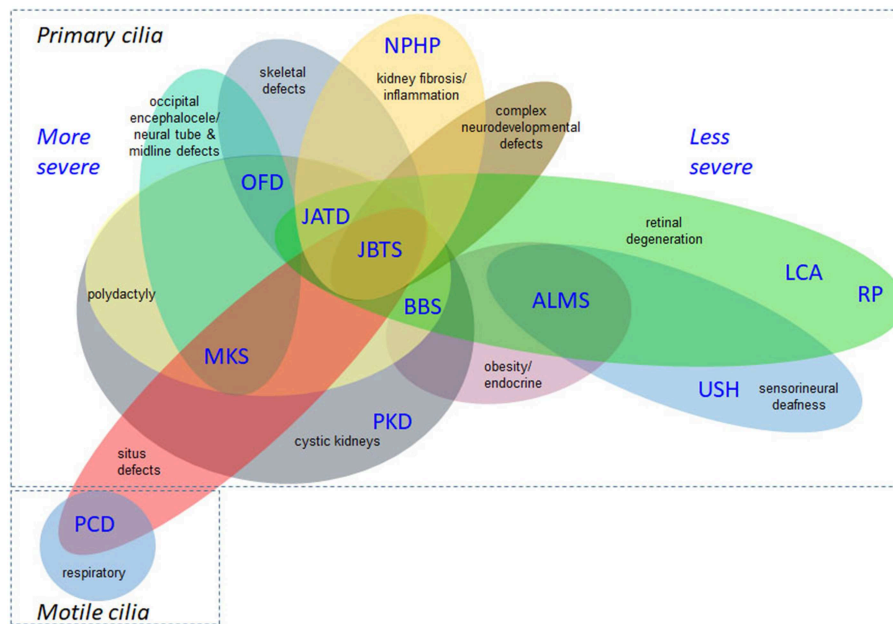 Primary cilia
NPHP
skeletal
defects
kidney fibrosis/
inflammation
occipital
encephalocele/
neural tube &
midline defects
complex
neurodevelopmental
defects
More
severe
Less
severe
OFD
JATD
JBTS
retinal
degeneration
LCA
RP
polydactyly
BBS
ALMS
MKS
obesity/
endocrine
USH
sensorineural
deafness
PKD
cystic kidneys
situs
defects
PCD
respiratory
Motile cilia